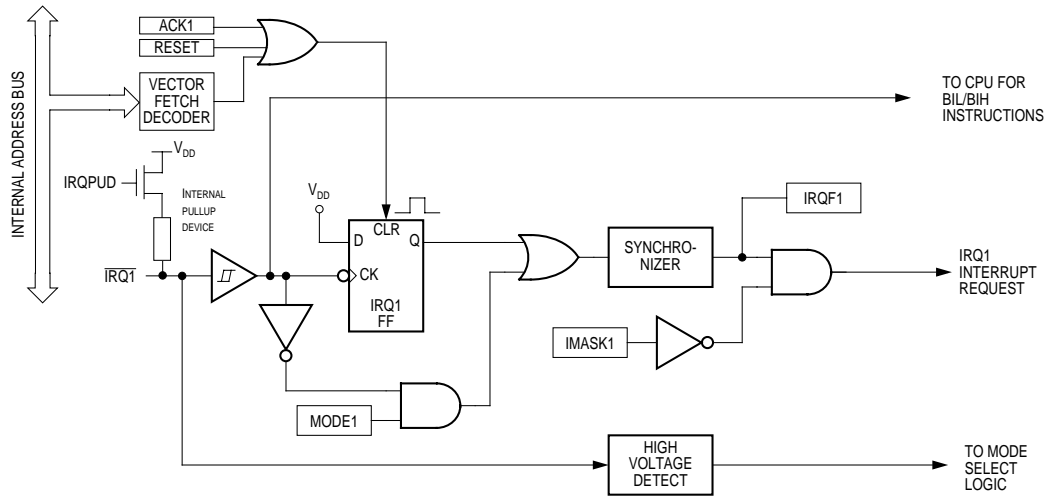 INTERNAL ADDRESS BUS
ACK1
RESET
VECTOR
FETCH
DECODER
TO CPU FOR
BIL/BIH
INSTRUCTIONS
VDD
IRQPUD
INTERNAL
PULLUP
DEVICE
VDD
D
CLR
Q
CK
IRQ1
FF
IRQ1
SYNCHRO-
NIZER
IRQF1
IRQ1
INTERRUPT
REQUEST
IMASK1
MODE1
HIGH
VOLTAGE
DETECT
TO MODE
SELECT
LOGIC